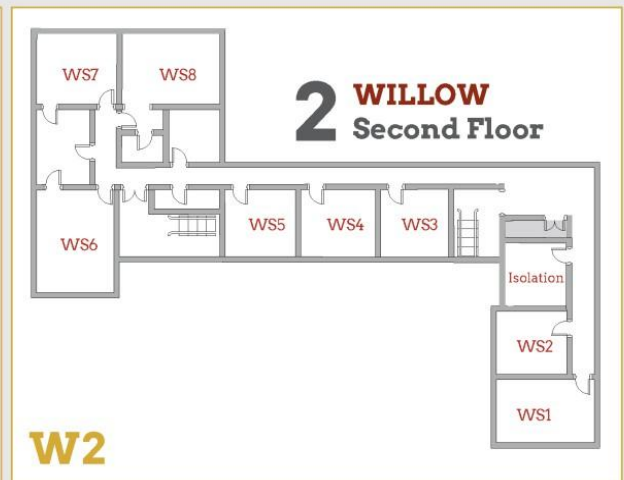 WS7
WS8
2 WILLOW
Second Floor
WS5
WS4
WS3
WS6
Isolation
WS2
WS1
W2